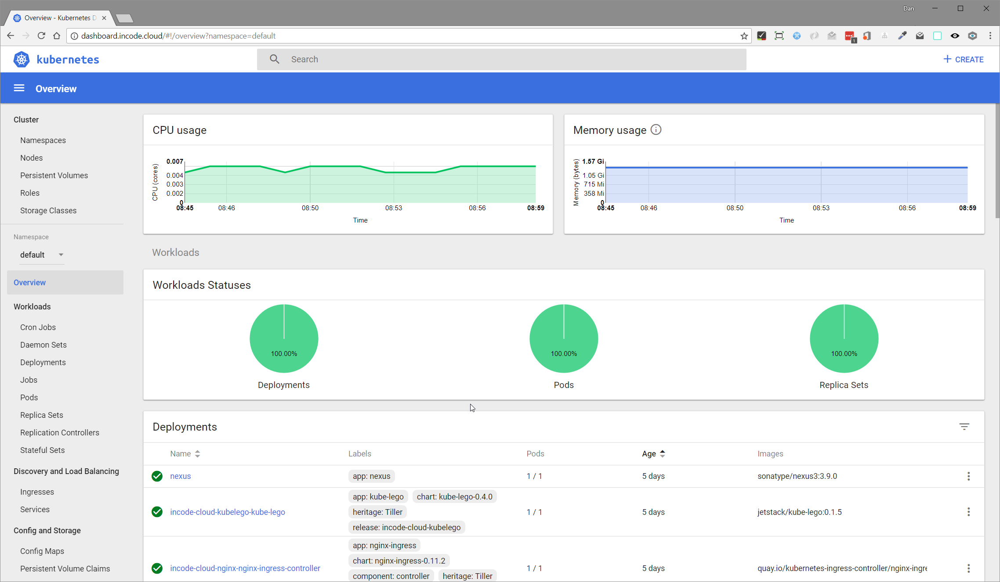 Dan
Overview - Kubernetes D
dashboard.incode.cloud/#!/overview?namespace=default
1
kubernetes
Search
CREATE
Overview
Cluster
Namespaces
Nodes
Persistent Volumes
Roles
Storage Classes
Namespace
default
Overview
Workloads
Cron Jobs
Daemon Sets
Deployments
Jobs
Pods
Replica Sets
Replication Controllers
Stateful Sets
Discovery and Load Balancing
Ingresses
Services
Config and Storage
Config Maps
Persistent Volume Claims
CPU usage
CPU (cores)
0.007
0.004
0.003
0.002
0
08:45 08:46 08:50 08:53 08:56 08:59
Time
Memory usage
Memory (bytes)
1.57 Gi
1.05 Gi
715 Mi
358 Mi
0
08:45 08:46 08:50 08:53 08:56 08:59
Time
Workloads
Workloads Statuses
100.00% 100.00% 100.00%
Deployments Pods Replica Sets
Deployments
Name Labels Pods Age Images
nexus app: nexus 1 / 1 5 days sonatype/nexus3:3.9.0
app: kube-lego chart: kube-lego-0.4.0
incode-cloud-kubelego-kube-lego heritage: Tiller 1 / 1 5 days jetstack/kube-lego:0.1.5
release: incode-cloud-kubelego
app: nginx-ingress
chart: nginx-ingress-0.11.2
incode-cloud-nginx-nginx-ingress-controller 1 / 1 5 days quay.io/kubernetes-ingress-controller/nginx-ingre
component: controller heritage: Tiller